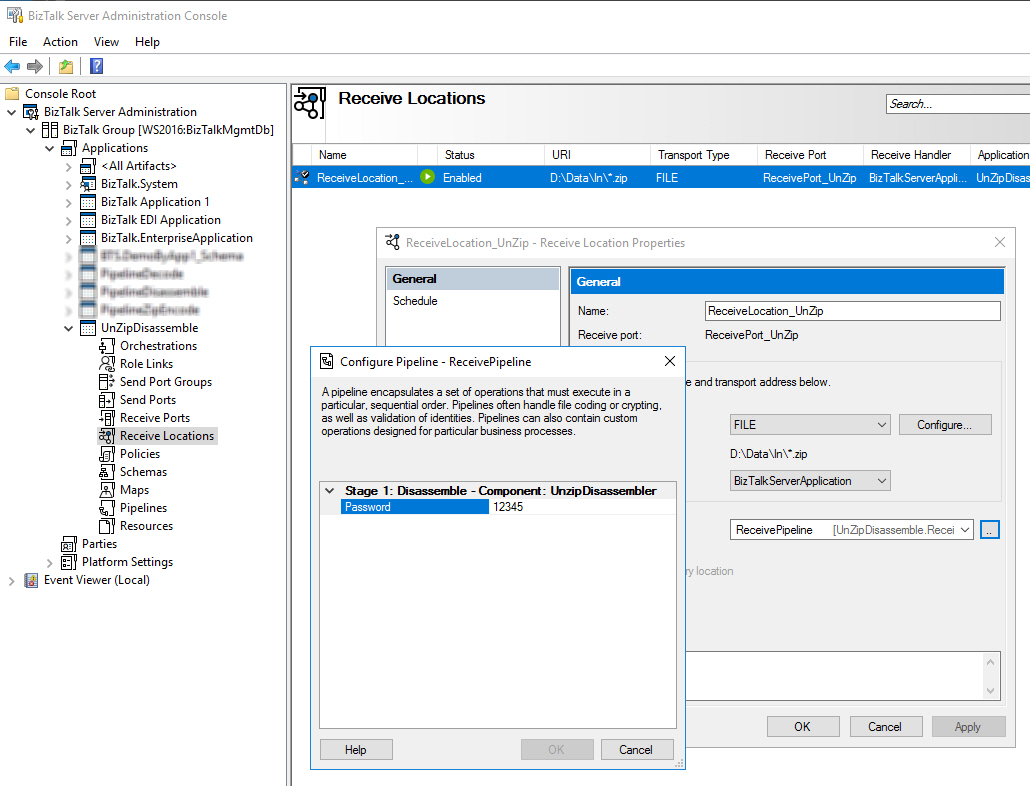 BizTalk Server Administration Console
File Action View Help
Console Root
BizTalk Server Administration
BizTalk Group [WS2016:BizTalkMgmtDb]
Applications
<All Artifacts>
BizTalk.System
BizTalk Application 1
BizTalk EDI Application
BizTalk.EnterpriseApplication
UnZipDisassemble
Orchestrations
Role Links
Send Port Groups
Send Ports
Receive Ports
Receive Locations
Policies
Schemas
Maps
Pipelines
Resources
Parties
Platform Settings
Event Viewer (Local)
Receive Locations
Search...
Name Status URI Transport Type Receive Port Receive Handler Application
ReceiveLocation_... Enabled D:\Data\In\*.zip FILE ReceivePort_UnZip BizTalkServerAppli... UnZipDisas
ReceiveLocation_UnZip - Receive Location Properties
General
Schedule
General
Name: ReceiveLocation_UnZip
Receive port: ReceivePort_UnZip
e and transport address below.
FILE Configure...
D:\Data\In\*.zip
BizTalkServerApplication
ReceivePipeline [UnZipDisassemble.Recei ..
ry location
OK Cancel Apply
Configure Pipeline - ReceivePipeline
A pipeline encapsulates a set of operations that must execute in a
particular, sequential order. Pipelines often handle file coding or crypting,
as well as validation of identities. Pipelines can also contain custom
operations designed for particular business processes.
Stage 1: Disassemble - Component: UnzipDisassembler
Password 12345
Help OK Cancel